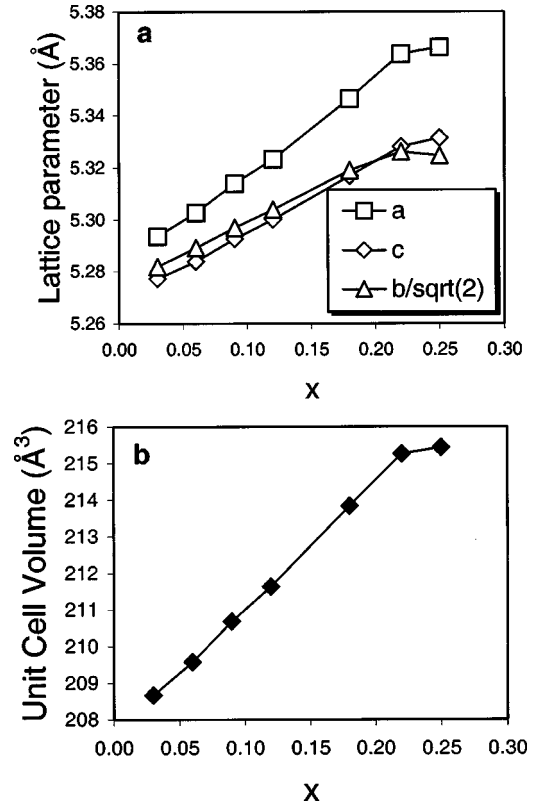 a
Lattice parameter (Å)
5.38
5.36
5.34
5.32
5.30
5.28
5.26
0.00 0.05 0.10 0.15 0.20 0.25 0.30
a
c
b/sqrt(2)
x
b
Unit Cell Volume (Å³)
216
215
214
213
212
211
210
209
208
0.00 0.05 0.10 0.15 0.20 0.25 0.30
x